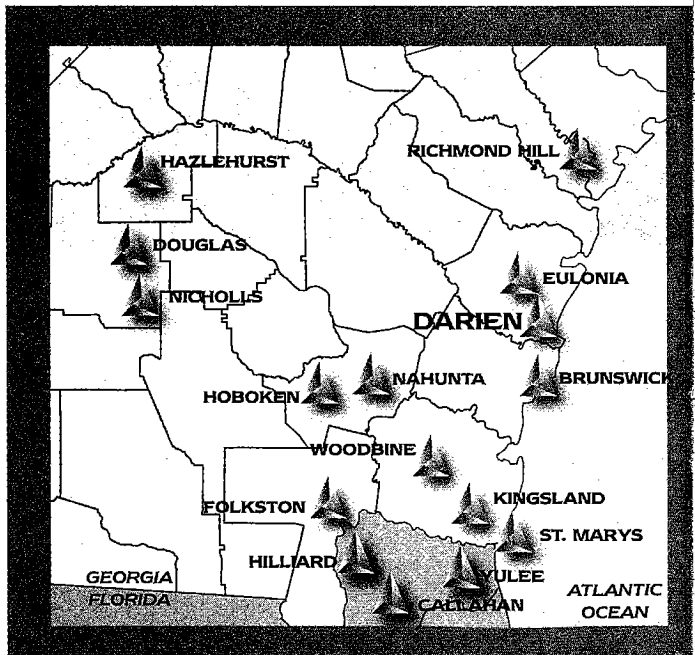 RICHMOND HILL
HAZLEHURST
DOUGLAS
EULONIA
NICHOLLS
DARIEN
BRUNSWICK
NAHUNTA
HOBOKEN
WOODBINE
KINGSLAND
FOLKSTON
ST. MARYS
HILLIARD
YULEE
GEORGIA
FLORIDA
CALLAHAN
ATLANTIC
OCEAN